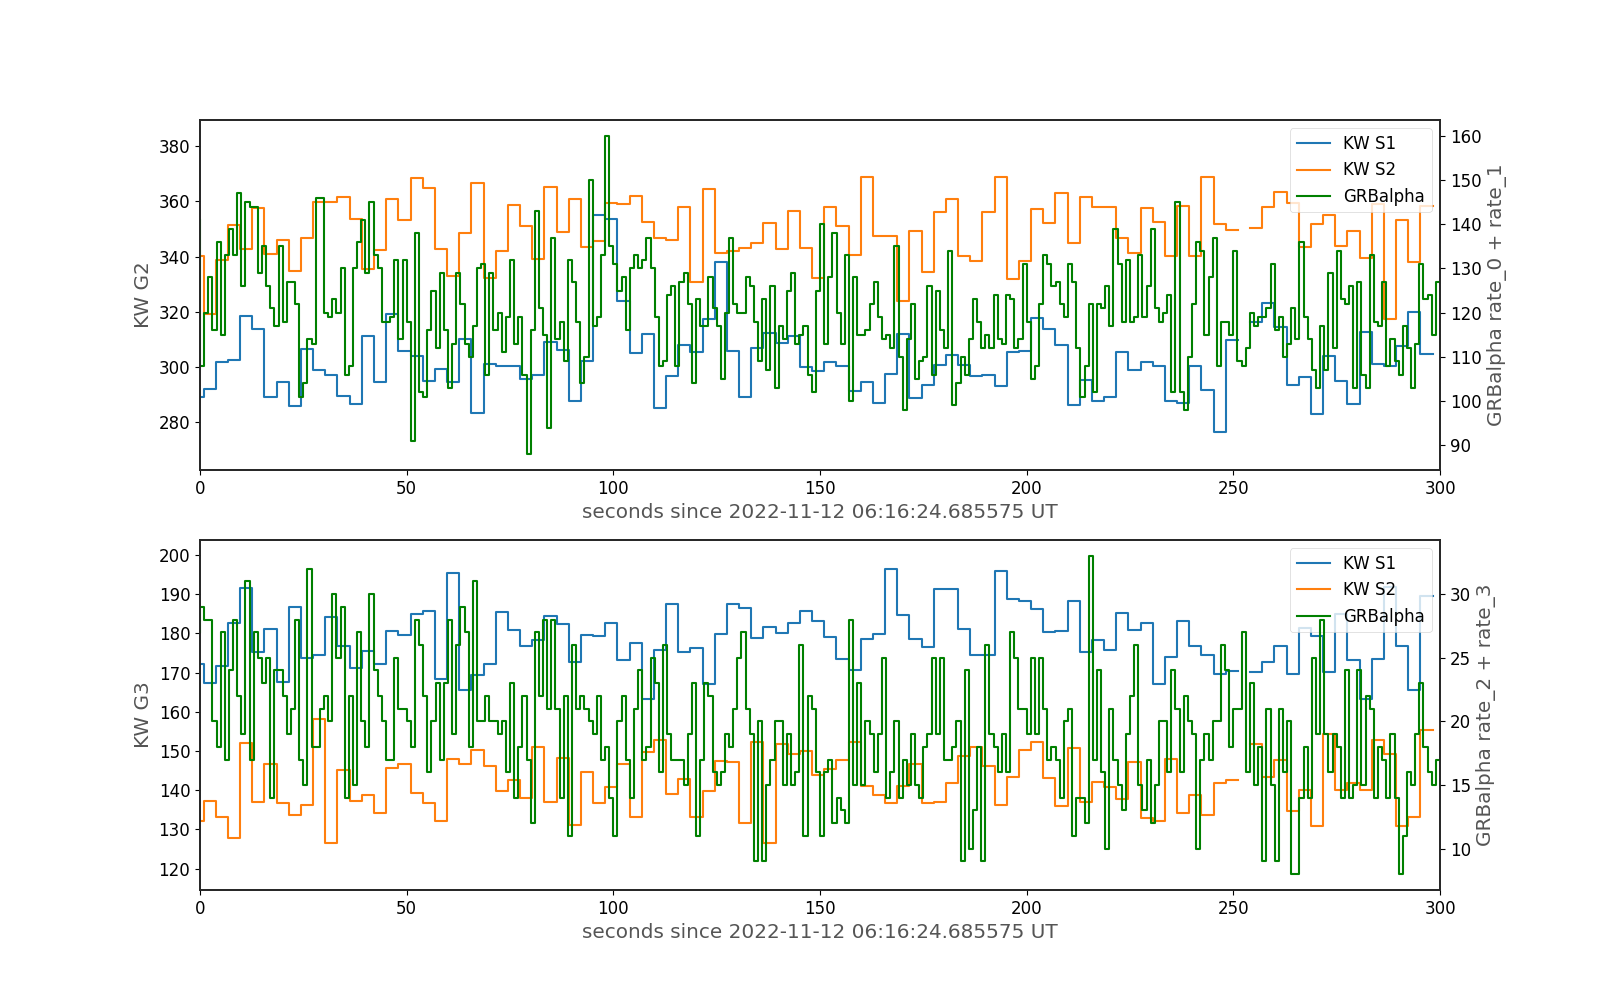 380
360
340
320
300
280
KW G2
160
150
140
130
120
110
100
90
GRBalpha rate_0 + rate_1
KW S1
KW S2
GRBalpha
0 50 100 150 200 250 300
seconds since 2022-11-12 06:16:24.685575 UT
200
190
180
170
160
150
140
130
120
KW G3
30
25
20
15
10
GRBalpha rate_2 + rate_3
KW S1
KW S2
GRBalpha
0 50 100 150 200 250 300
seconds since 2022-11-12 06:16:24.685575 UT